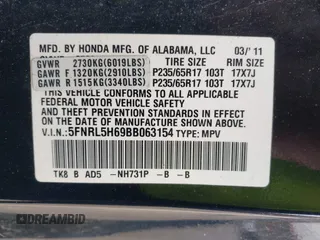 MFD. BY HONDA MFG. OF ALABAMA, LLC 03/'11
GVWR 2730KG(6019LBS) TIRE SIZE RIM SIZE
GAWR F 1320KG(2910LBS) P235/65R17 103T 17X7J
GAWR R 1515KG(3340LBS) P235/65R17 103T 17X7J
THIS VEHICLE CONFORMS TO ALL APPLICABLE
FEDERAL MOTOR VEHICLE SAFETY STANDARDS
IN EFFECT ON THE DATE OF MANUFACTURE SHOWN ABOVE.
V.I.N.: 5FNRL5H69BB063154 TYPE: MPV
TK8 B AD5 -NH731P -B -B
DREAMBID